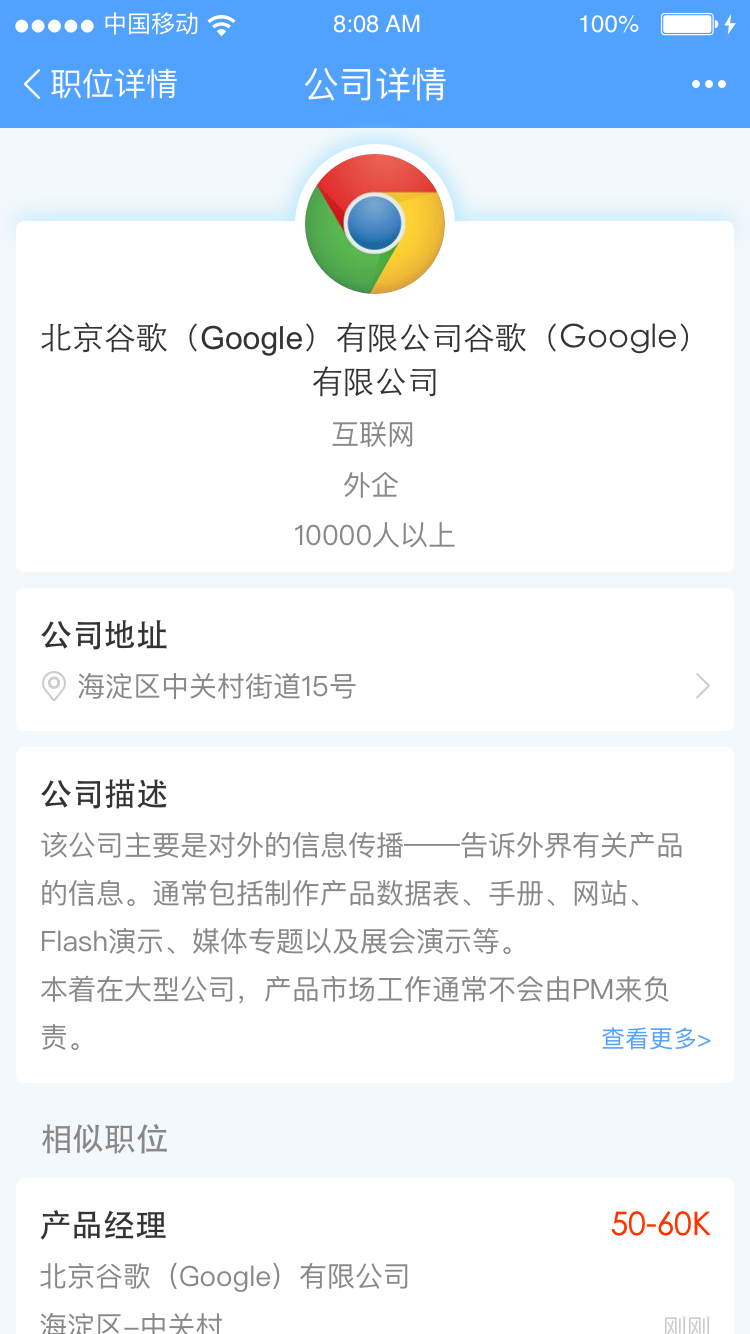 中国移动 8:08 AM 100%
职位详情 公司详情
北京谷歌（Google）有限公司谷歌（Google）
有限公司
互联网
外企
10000人以上
公司地址
海淀区中关村街道15号
公司描述
该公司主要是对外的信息传播——告诉外界有关产品
的信息。通常包括制作产品数据表、手册、网站、
Flash演示、媒体专题以及展会演示等。
本着在大型公司，产品市场工作通常不会由PM来负
责。 查看更多>
相似职位
产品经理 50-60K
北京谷歌（Google）有限公司
海淀区-中关村 刚刚